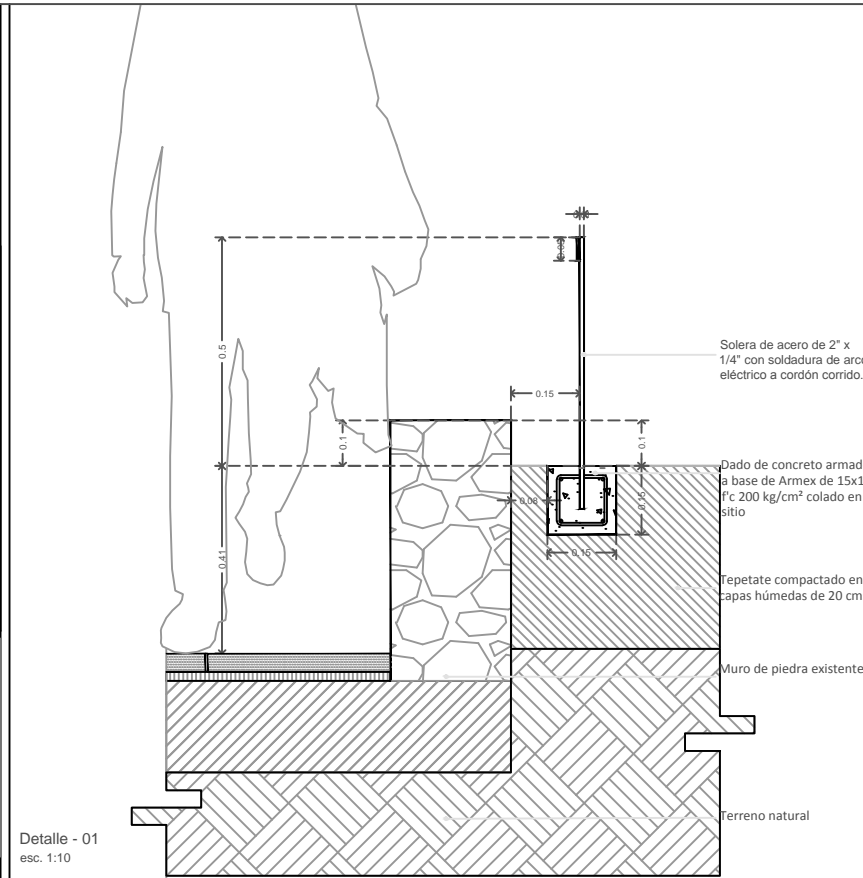 0.05
0.5
0.15
0.1
0.1
0.08
0.15
0.15
0.41
Solera de acero de 2" x
1/4" con soldadura de arco
eléctrico a cordón corrido.
Dado de concreto armad
a base de Armex de 15x1
f'c 200 kg/cm² colado en
sitio
Tepetate compactado en
capas húmedas de 20 cm
Muro de piedra existente
Terreno natural
Detalle - 01
esc. 1:10